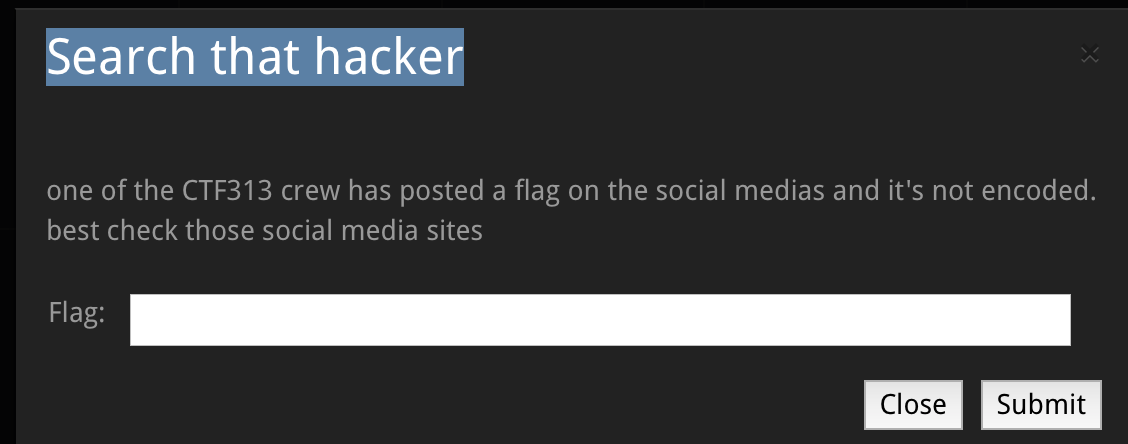 Search that hacker
one of the CTF313 crew has posted a flag on the social medias and it's not encoded.
best check those social media sites
Flag:
Close Submit